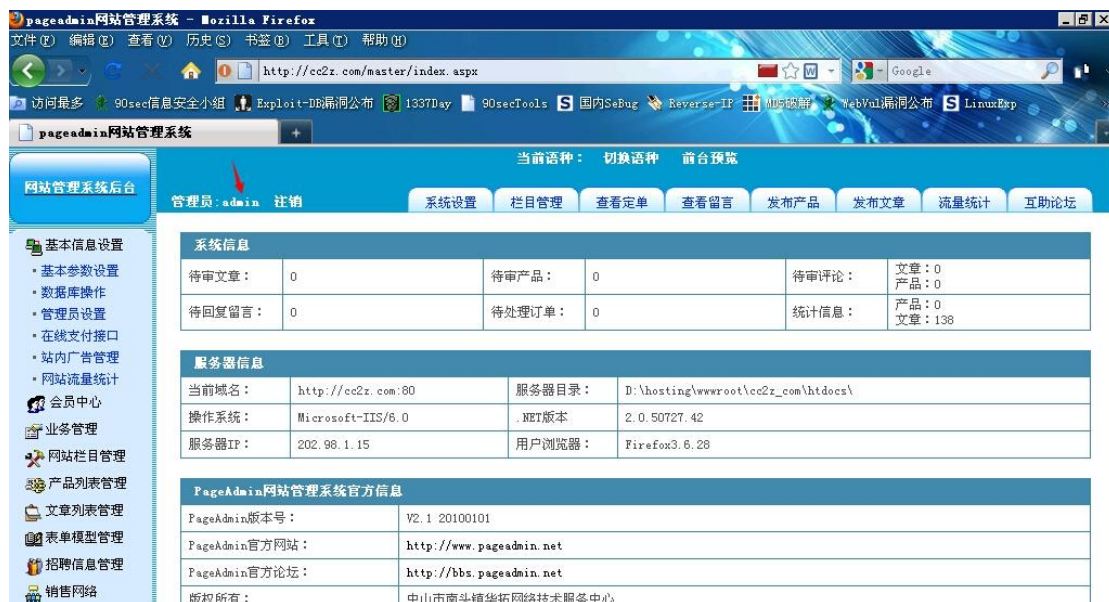 pageadmin网站管理系统 - Mozilla Firefox
文件(F) 编辑(E) 查看(V) 历史(S) 书签(B) 工具(T) 帮助(H)
http://cc2z.com/master/index.aspx
Google
访问最多 90sec信息安全小组 Exploit-DB漏洞公布 1337Day 90secTools 国内SeBug Reverse-IP MD5破解 WebVul漏洞公布 LinuxExp
pageadmin网站管理系统
当前语种： 切换语种 前台预览
网站管理系统后台
管理员:admin 注销
系统设置 栏目管理 查看定单 查看留言 发布产品 发布文章 流量统计 互助论坛
基本信息设置
基本参数设置
数据库操作
管理员设置
在线支付接口
站内广告管理
网站流量统计
会员中心
业务管理
网站栏目管理
产品列表管理
文章列表管理
表单模型管理
招聘信息管理
销售网络
系统信息
待审文章： 0 待审产品： 0 待审评论： 文章：0
产品：0
待回复留言： 0 待处理订单： 0 统计信息： 产品：0
文章：138
服务器信息
当前域名： http://cc2z.com:80 服务器目录： D:\hosting\wwwroot\cc2z_com\htdocs\
操作系统： Microsoft-IIS/6.0 .NET版本 2.0.50727.42
服务器IP： 202.98.1.15 用户浏览器： Firefox3.6.28
PageAdmin网站管理系统官方信息
PageAdmin版本号： V2.1 20100101
PageAdmin官方网站： http://www.pageadmin.net
PageAdmin官方论坛： http://bbs.pageadmin.net
版权所有： 中山市南头镇华拓网络技术服务中心